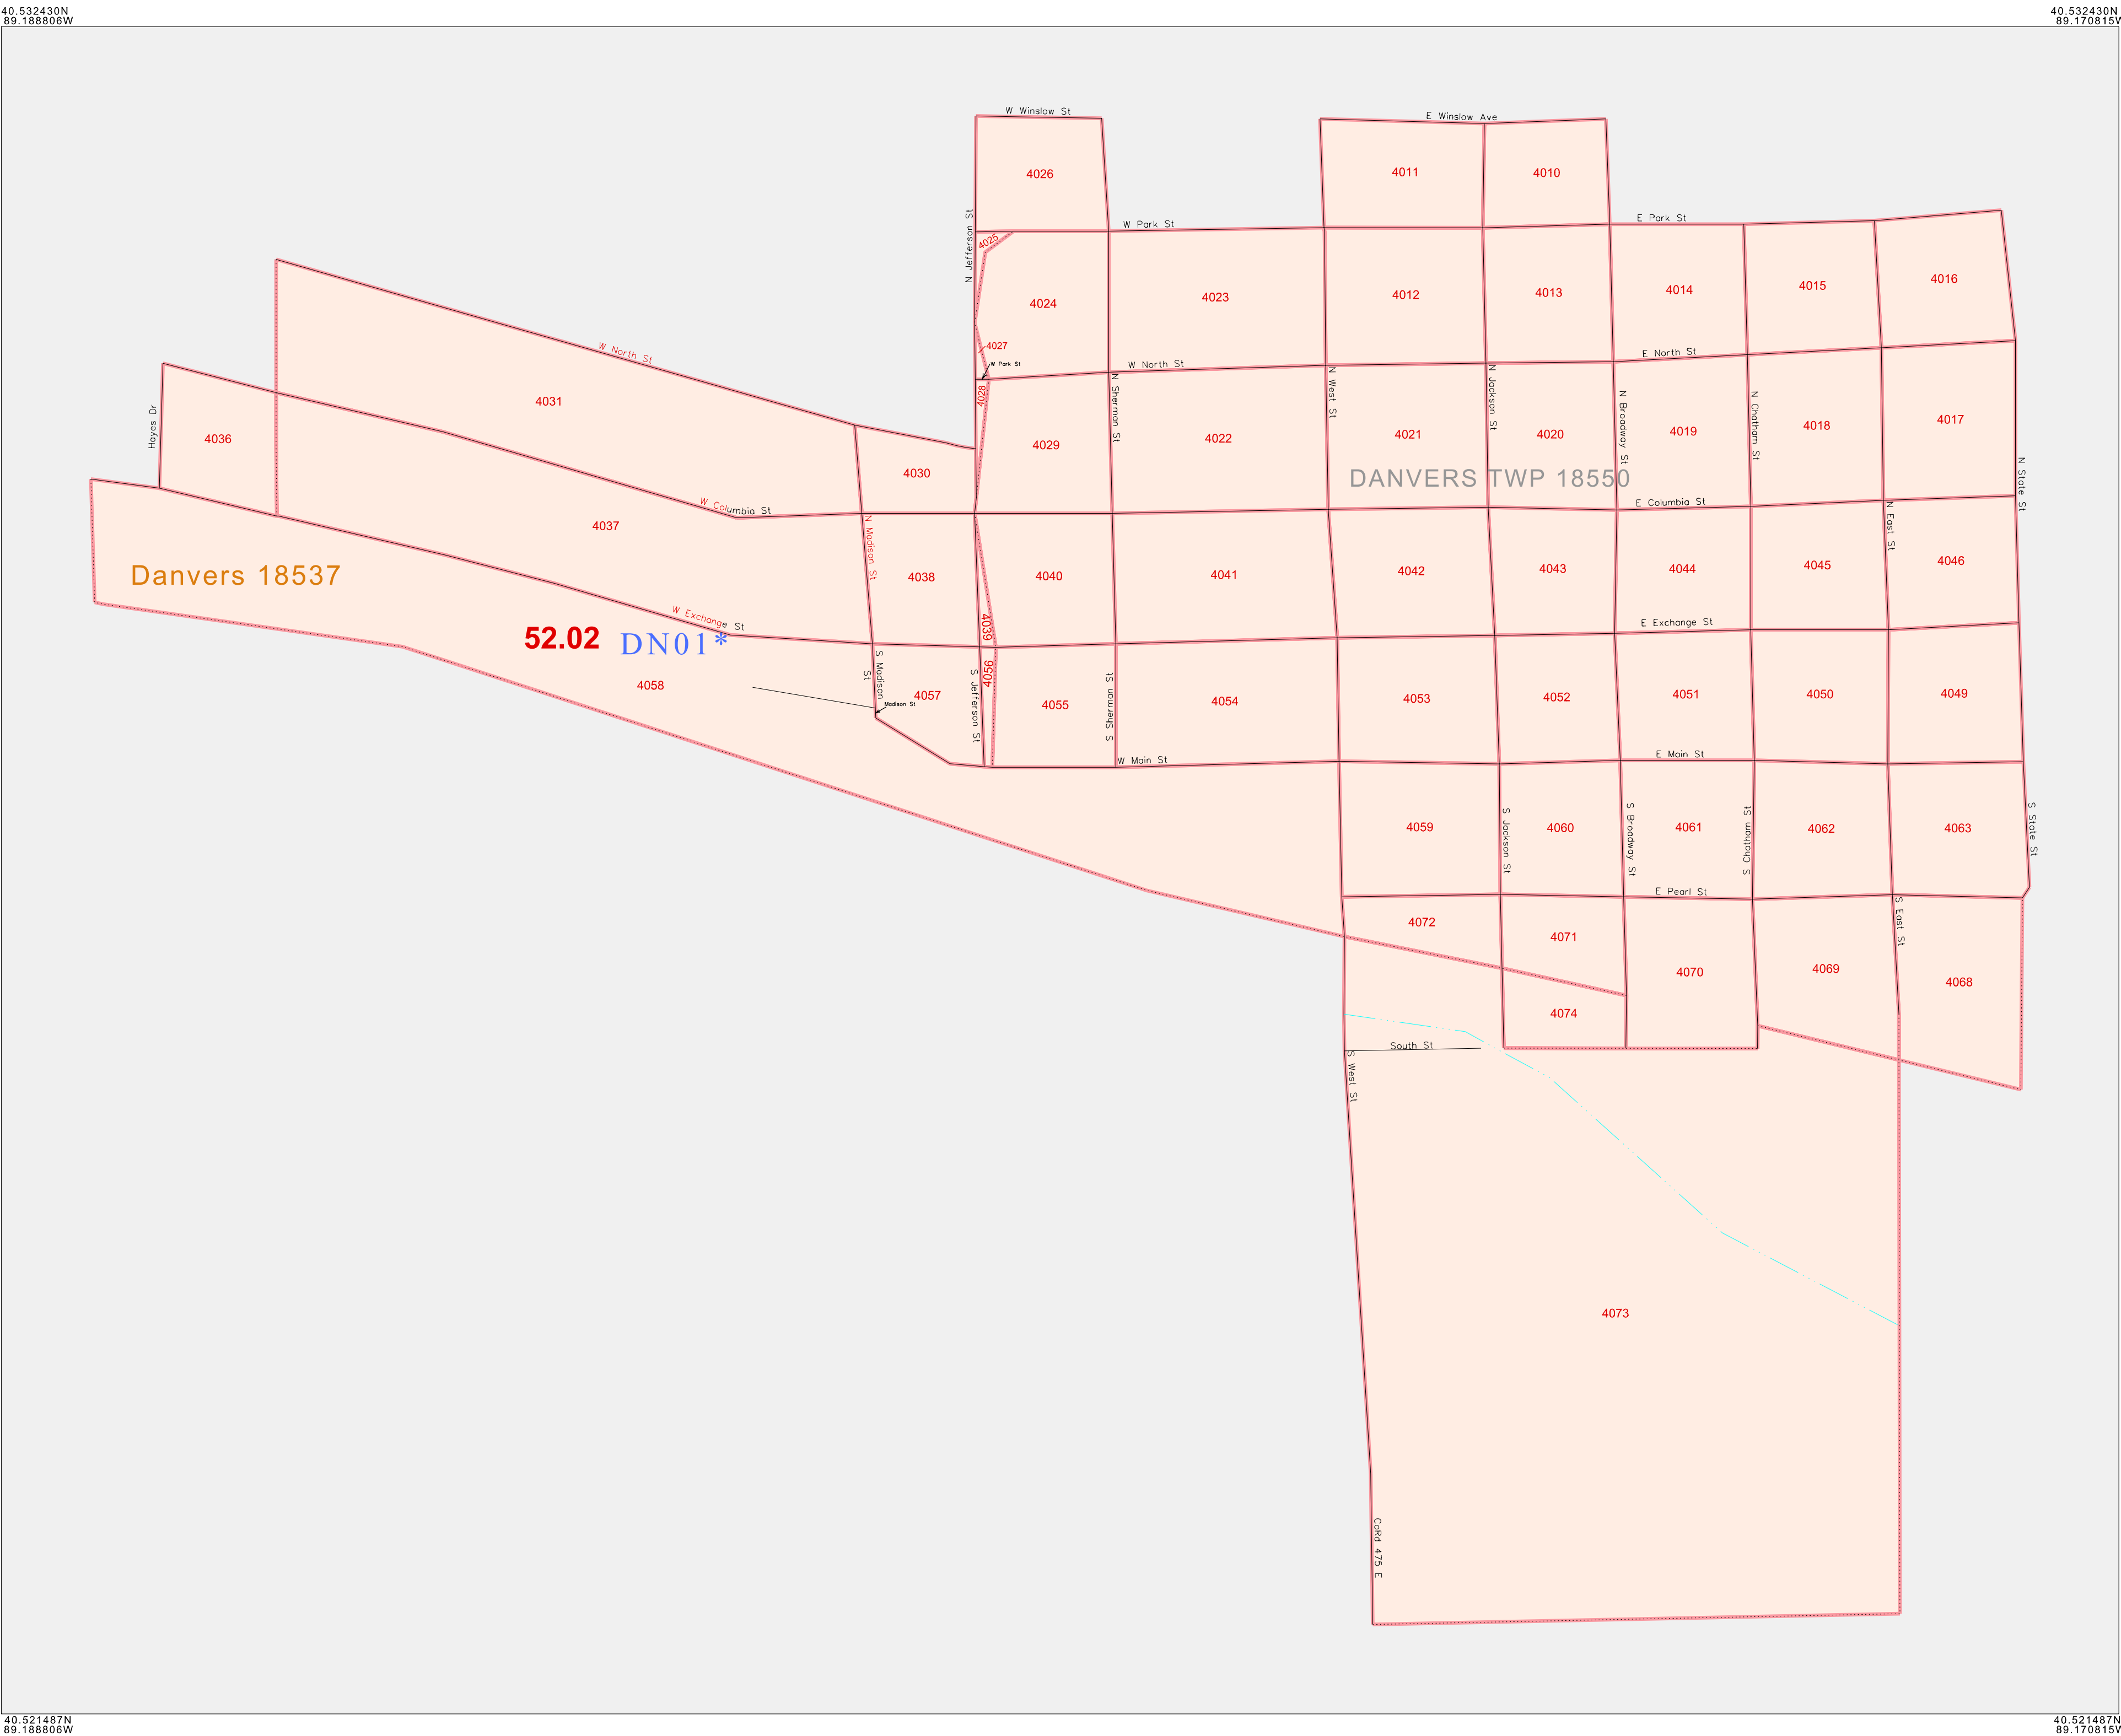 40.532430N
89.188806W
40.532430N
89.170815W
W Winslow St
E Winslow Ave
4026
4011
4010
N Jefferson St
W Park St
E Park St
4025
4024
4023
4012
4013
4014
4015
4016
4027
W Park St
W North St
W North St
E North St
4028
4031
Hayes Dr
4036
4030
4029
N Sherman St
4022
N West St
4021
N Jackson St
4020
N Broadway St
4019
N Chatham St
4018
4017
N State St
DANVERS TWP 18550
W Columbia St
E Columbia St
4037
N Madison St
4038
4039
4040
4041
4042
4043
4044
4045
N East St
4046
Danvers 18537
W Exchange St
E Exchange St
52.02
DN01*
4058
S Madison St
4057
Madison St
S Jefferson St
4056
4055
S Sherman St
4054
4053
4052
4051
4050
4049
W Main St
E Main St
4059
S Jackson St
4060
S Broadway St
4061
S Chatham St
4062
4063
S State St
E Pearl St
4072
4071
4070
4069
S East St
4068
4074
South St
S West St
4073
CoRd 475 E
40.521487N
89.188806W
40.521487N
89.170815W